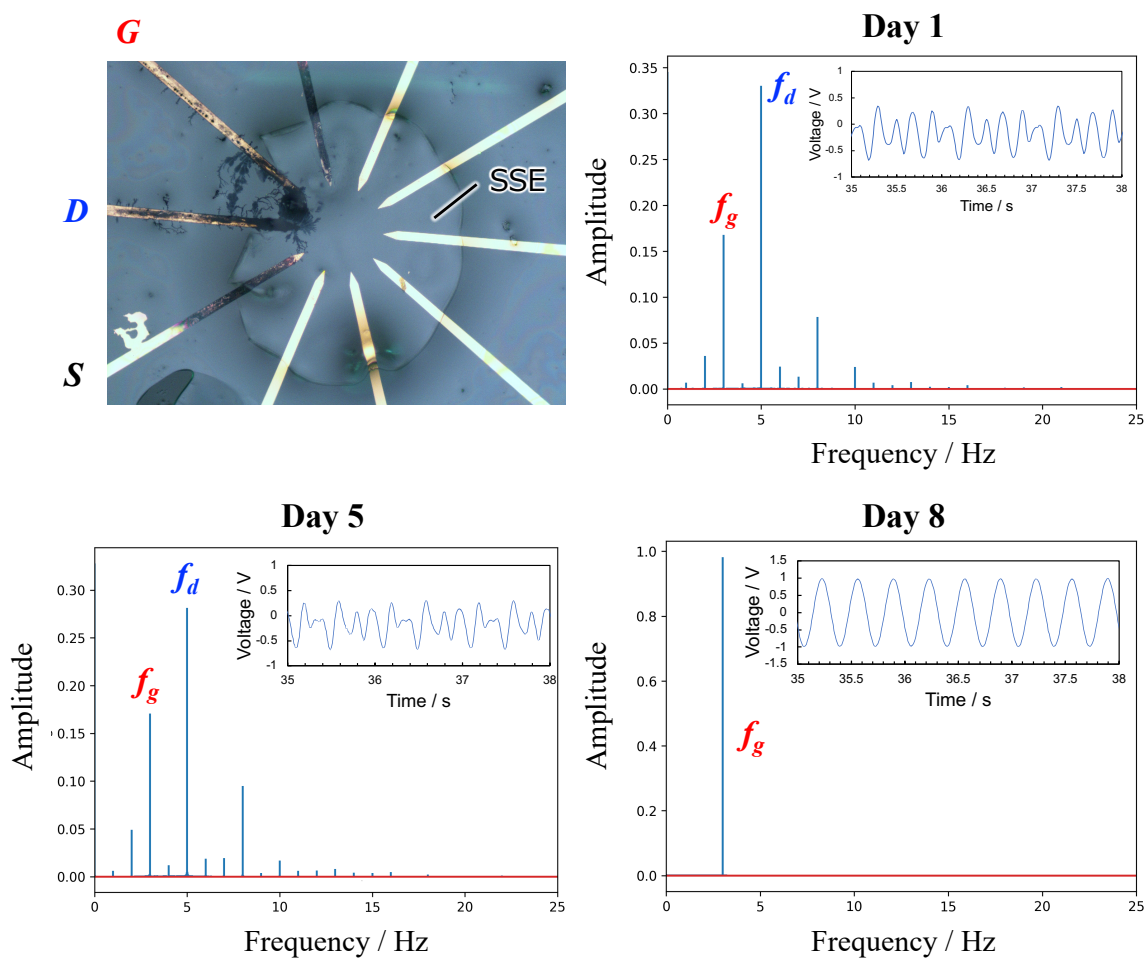 G
D
S
SSE
Day 1
Amplitude
0.35
0.30
0.25
0.20
0.15
0.10
0.05
0.00
f_d
f_g
Voltage / V
1
0.5
0
-0.5
-1
35 35.5 36 36.5 37 37.5 38
Time / s
0 5 10 15 20 25
Frequency / Hz
Day 5
Amplitude
0.30
0.25
0.20
0.15
0.10
0.05
0.00
f_d
f_g
Voltage / V
1
0.5
0
-0.5
-1
35 36 37 38
Time / s
0 5 10 15 20 25
Frequency / Hz
Day 8
Amplitude
1.0
0.8
0.6
0.4
0.2
0.0
f_g
Voltage / V
1.5
1
0.5
0
-0.5
-1
-1.5
35 35.5 36 36.5 37 37.5 38
Time / s
0 5 10 15 20 25
Frequency / Hz